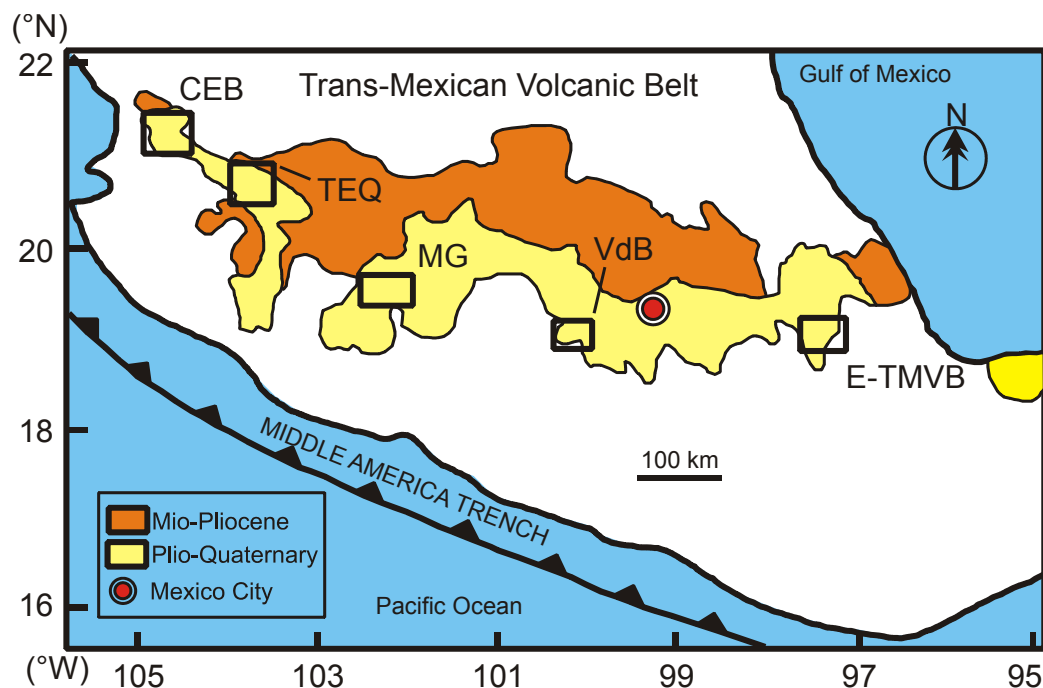 (°N)
22
Trans-Mexican Volcanic Belt
Gulf of Mexico
CEB
N
TEQ
20
MG
VdB
E-TMVB
18
100 km
MIDDLE AMERICA TRENCH
Mio-Pliocene
Plio-Quaternary
Mexico City
16
Pacific Ocean
(°W)
105
103
101
99
97
95